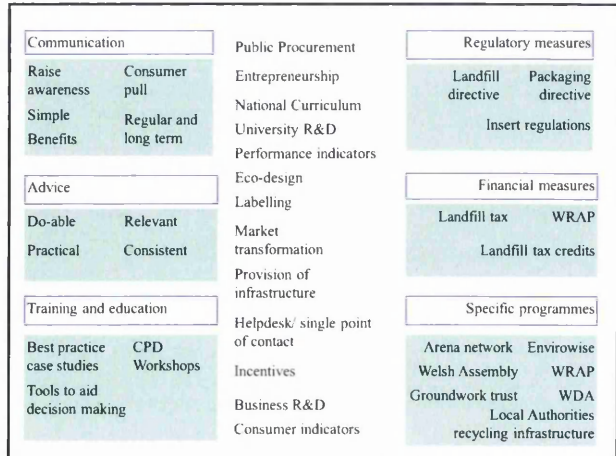 Communication
Raise Consumer
awareness pull
Simple Regular and
Benefits long term
Advice
Do-able Relevant
Practical Consistent
Training and education
Best practice CPD
case studies Workshops
Tools to aid
decision making
Public Procurement
Entrepreneurship
National Curriculum
University R&D
Performance indicators
Eco-design
Labelling
Market
transformation
Provision of
infrastructure
Helpdesk/ single point
of contact
Incentives
Business R&D
Consumer indicators
Regulatory measures
Landfill Packaging
directive directive
Insert regulations
Financial measures
Landfill tax WRAP
Landfill tax credits
Specific programmes
Arena network Envirowise
Welsh Assembly WRAP
Groundwork trust WDA
Local Authorities
recycling infrastructure